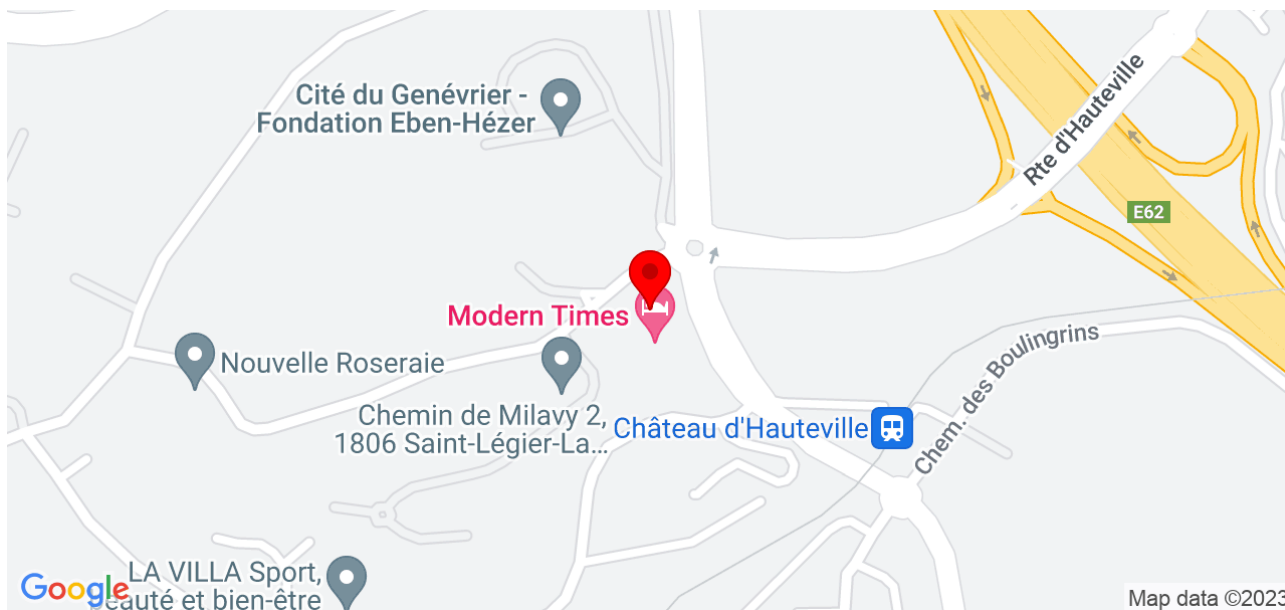 Cité du Genévrier -
Fondation Eben-Hézer
Rte d'Hauteville
E62
Modern Times
Nouvelle Roseraie
Chemin de Milavy 2,
1806 Saint-Légier-La...
Château d'Hauteville
Chem. des Boulingrins
LA VILLA Sport,
beauté et bien-être
Google
Map data ©2023